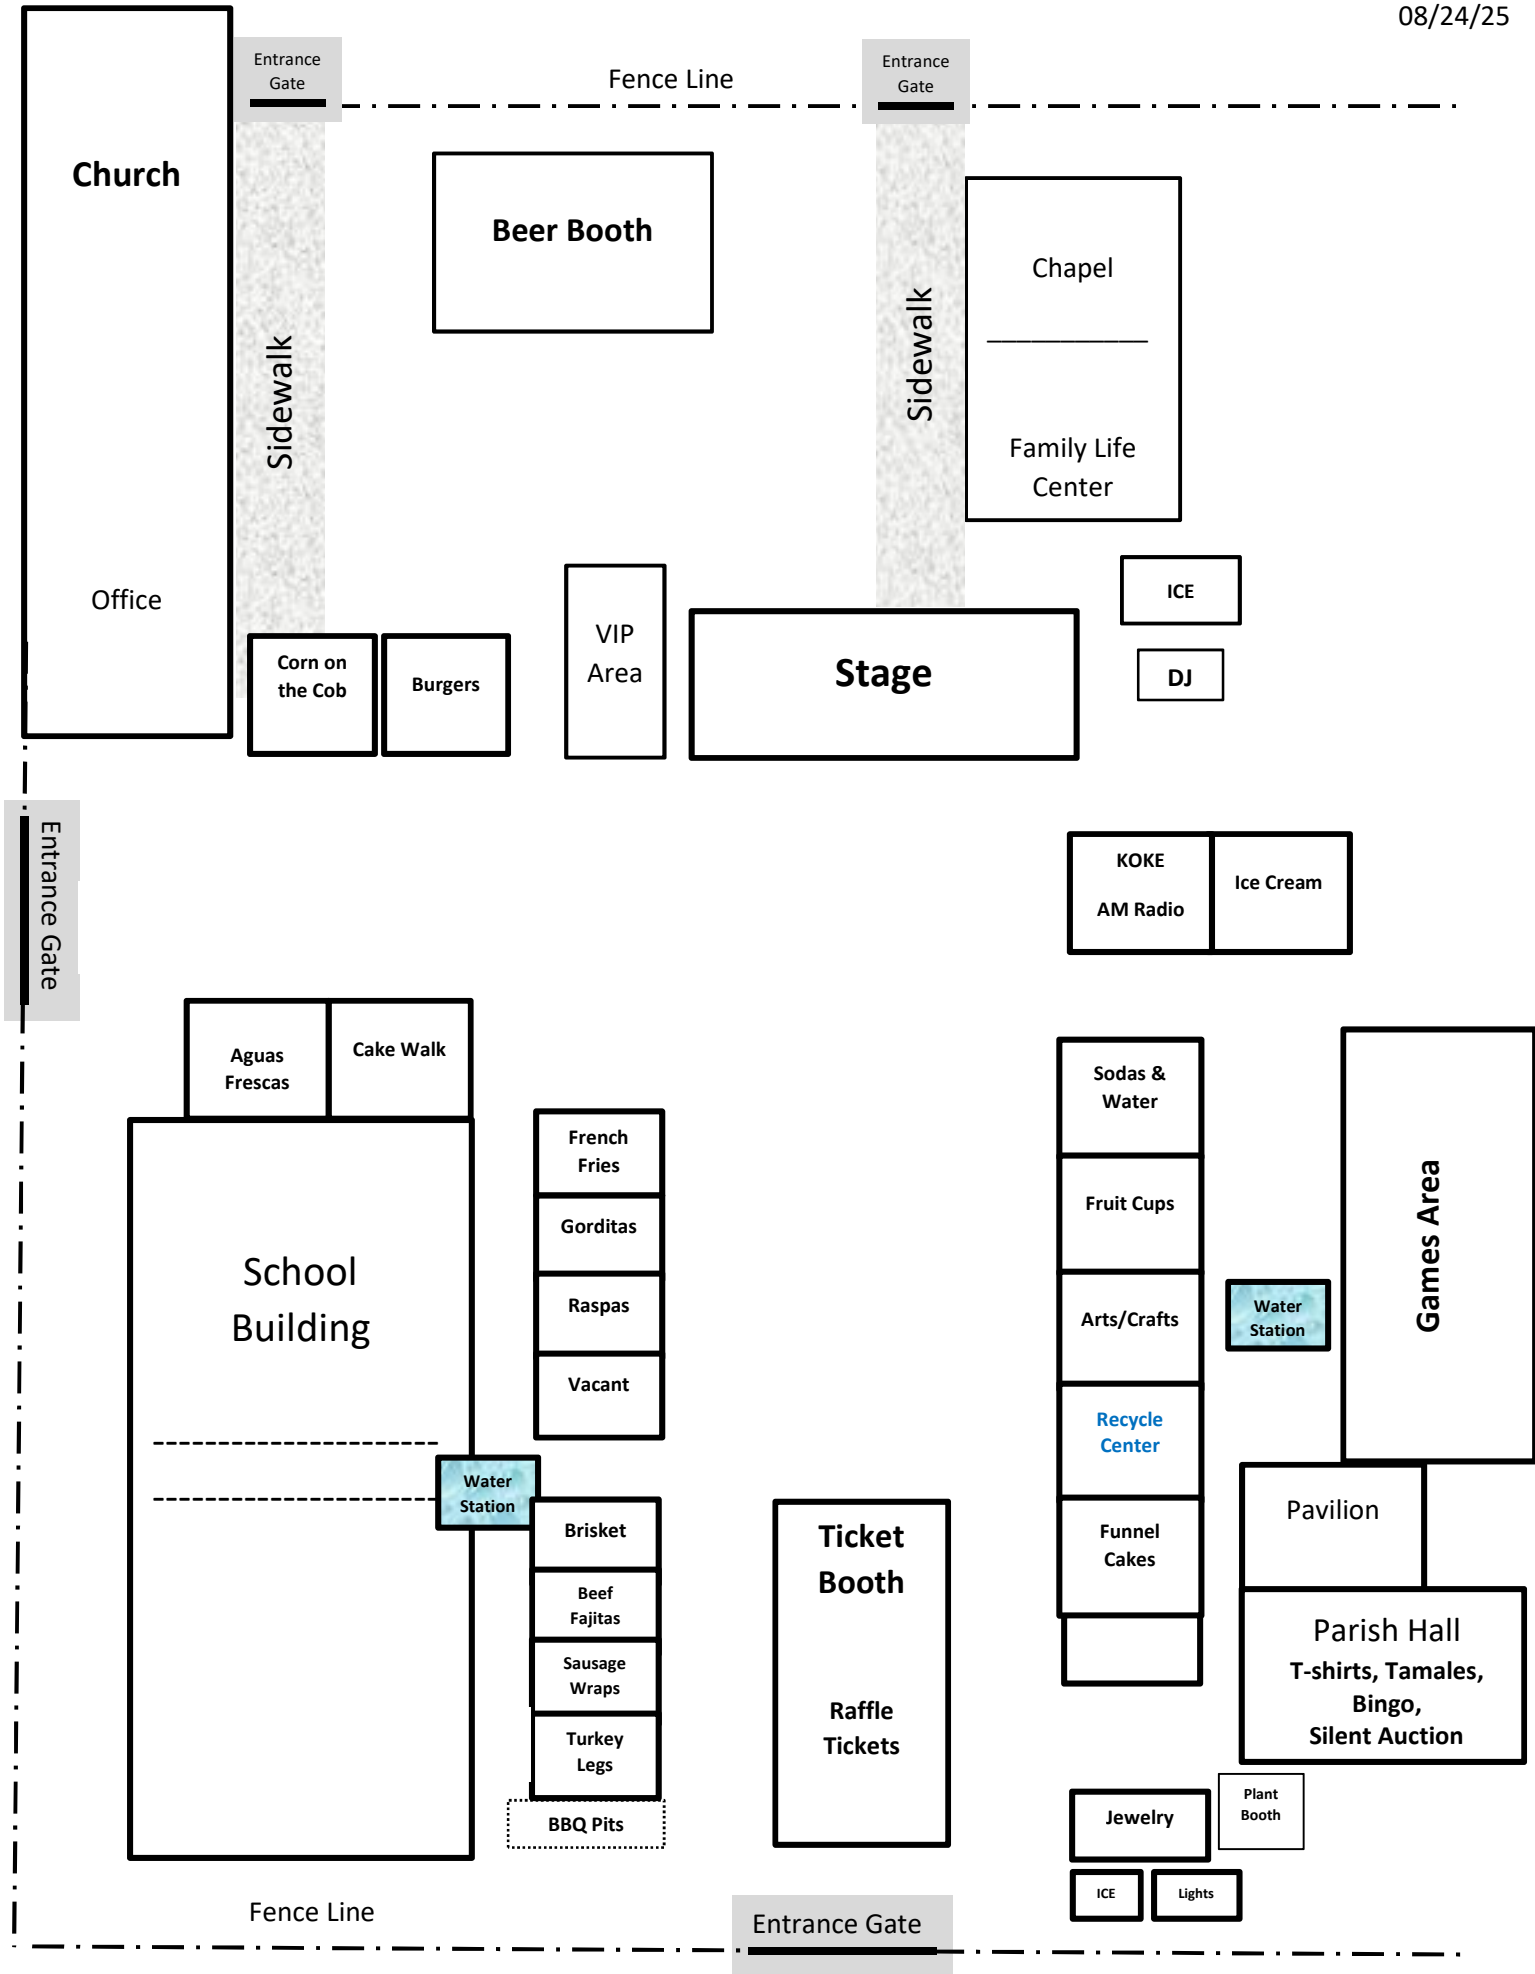 08/24/25
Entrance
Gate
Fence Line
Entrance
Gate
Church
Beer Booth
Chapel
Sidewalk
Sidewalk
Family Life
Center
Office
ICE
VIP
Area
Stage
DJ
Corn on
the Cob
Burgers
Entrance Gate
KOKE
AM Radio
Ice Cream
Aguas
Frescas
Cake Walk
Sodas &
Water
French
Fries
Gorditas
Fruit Cups
Games Area
School
Building
Raspas
Arts/Crafts
Water
Station
Vacant
Recycle
Center
Water
Station
Brisket
Ticket
Booth
Funnel
Cakes
Pavilion
Beef
Fajitas
Sausage
Wraps
Parish Hall
T-shirts, Tamales,
Bingo,
Silent Auction
Raffle
Tickets
Turkey
Legs
BBQ Pits
Jewelry
Plant
Booth
ICE
Lights
Fence Line
Entrance Gate